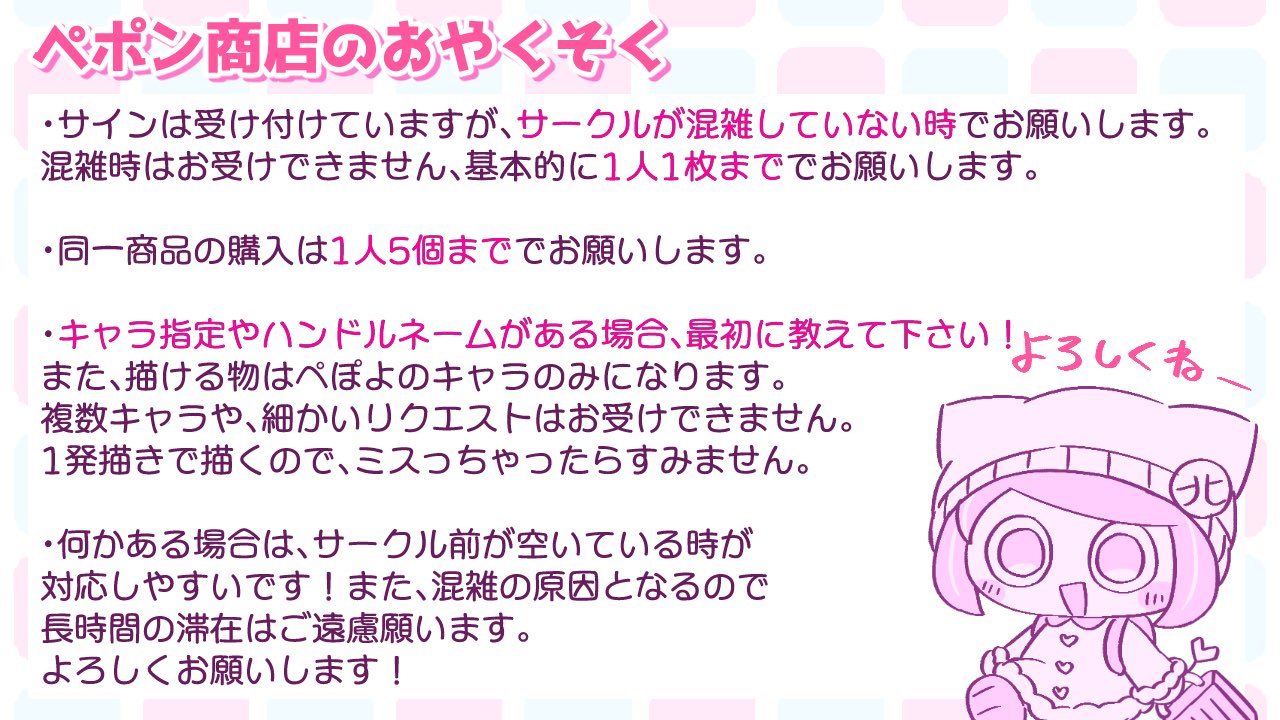 ペポン商店のおやくそく
・サインは受け付けていますが、サークルが混雑していない時でお願いします。
混雑時はお受けできません、基本的に1人1枚まででお願いします。
・同一商品の購入は1人5個まででお願いします。
・キャラ指定やハンドルネームがある場合、最初に教えて下さい！
また、描ける物はぺぽよのキャラのみになります。
複数キャラや、細かいリクエストはお受けできません。
1発描きで描くので、ミスっちゃったらすみません。
よろしくねー
北
・何かある場合は、サークル前が空いている時が
対応しやすいです！また、混雑の原因となるので
長時間の滞在はご遠慮願います。
よろしくお願いします！